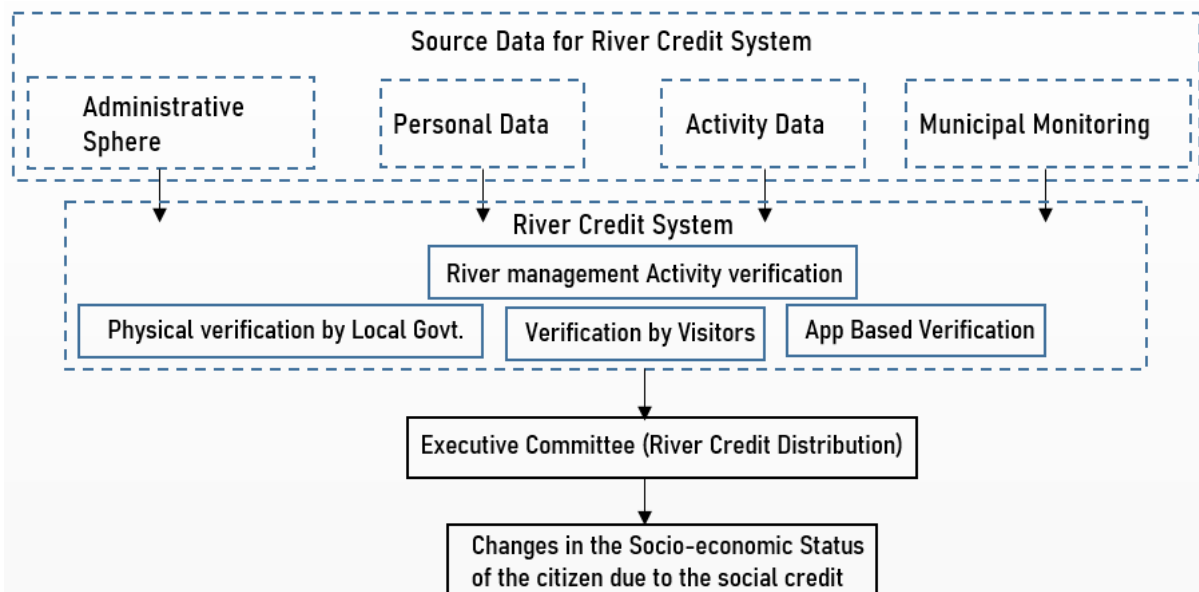 Source Data for River Credit System
Administrative
Sphere
Personal Data
Activity Data
Municipal Monitoring
River Credit System
River management Activity verification
Physical verification by Local Govt.
Verification by Visitors
App Based Verification
Executive Committee (River Credit Distribution)
Changes in the Socio-economic Status
of the citizen due to the social credit